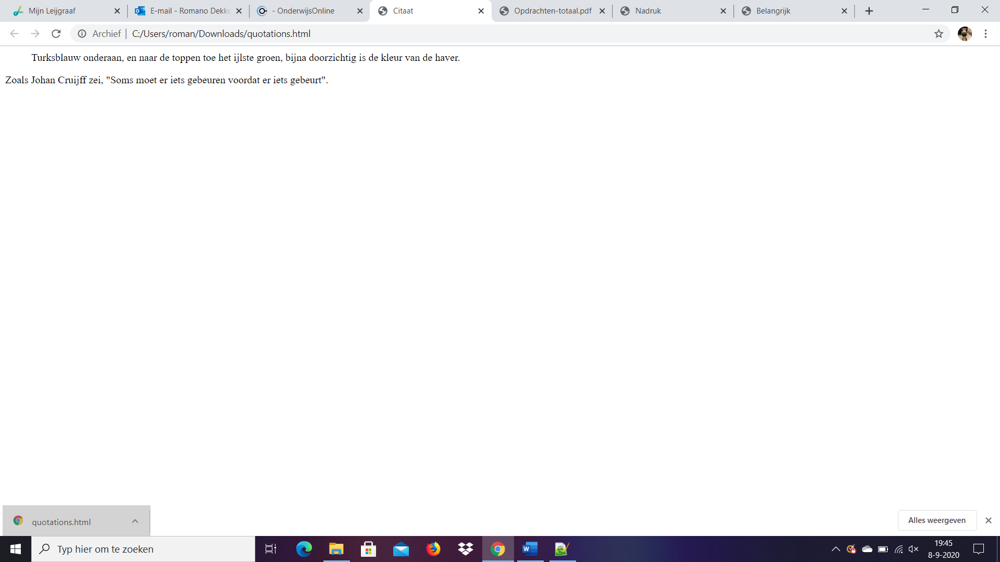 Mijn Leijgraaf
E-mail - Romano Dekke
- OnderwijsOnline
Citaat
Opdrachten-totaal.pdf
Nadruk
Belangrijk
Archief | C:/Users/roman/Downloads/quotations.html
Turksblauw onderaan, en naar de toppen toe het ijlste groen, bijna doorzichtig is de kleur van de haver.
Zoals Johan Cruijff zei, "Soms moet er iets gebeuren voordat er iets gebeurt".
quotations.html
Alles weergeven
Typ hier om te zoeken
19:45
8-9-2020